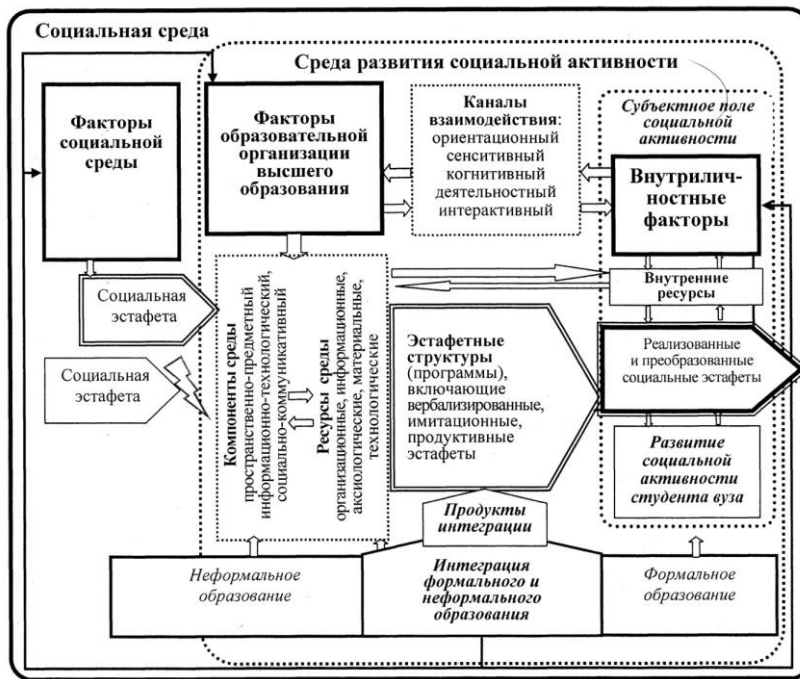 Социальная среда
Среда развития социальной активности
Факторы
социальной
среды
Факторы
образовательной
организации
высшего
образования
Каналы
взаимодействия:
ориентационный
сенситивный
когнитивный
деятельностный
интерактивный
Субъектное поле
социальной
активности
Внутрилич-
ностные
факторы
Внутренние
ресурсы
Социальная
эстафета
Социальная
эстафета
Компоненты среды
пространственно-предметный
информационно-технологический,
социально-коммуникативный
Ресурсы среды
организационные, информационные,
аксиологические, материальные,
технологические
Эстафетные
структуры
(программы),
включающие
вербализированные,
имитационные,
продуктивные
эстафеты
Реализованные
и преобразованные
социальные эстафеты
Развитие
социальной
активности
студента вуза
Продукты
интеграции
Неформальное
образование
Интеграция
формального и
неформального
образования
Формальное
образование